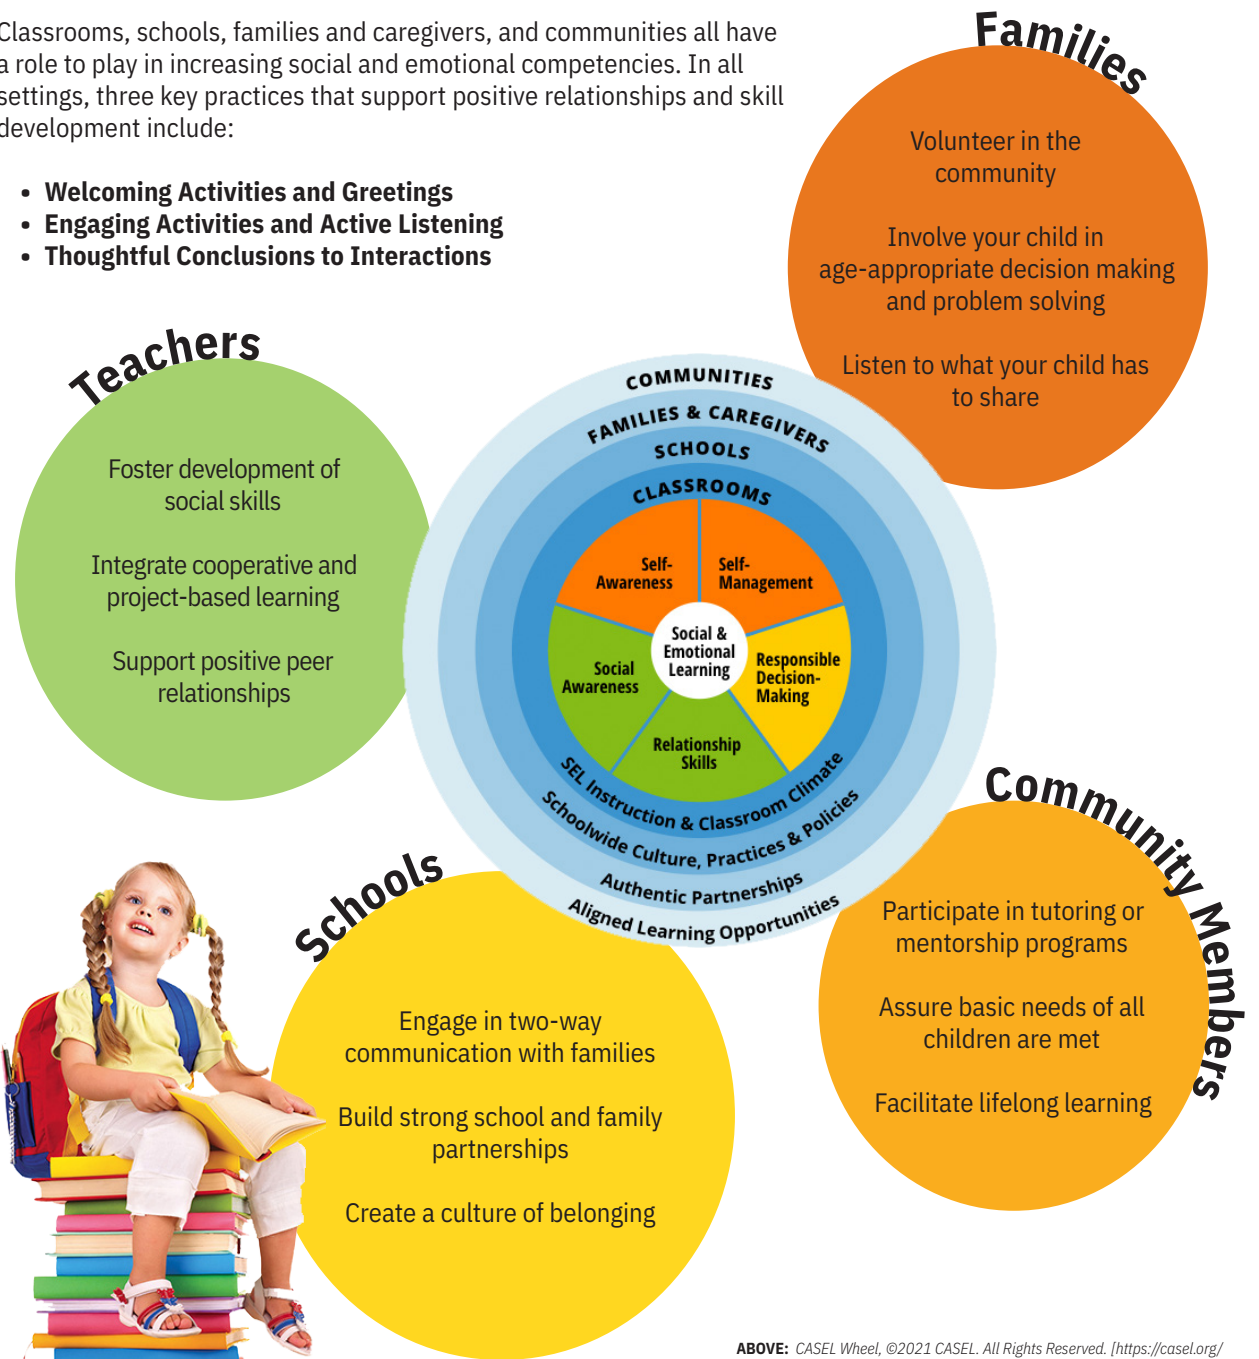 Classrooms, schools, families and caregivers, and communities all have
a role to play in increasing social and emotional competencies. In all
settings, three key practices that support positive relationships and skill
development include:
• Welcoming Activities and Greetings
• Engaging Activities and Active Listening
• Thoughtful Conclusions to Interactions
Families
Volunteer in the
community
Involve your child in
age-appropriate decision making
and problem solving
Listen to what your child has
to share
Teachers
Foster development of
social skills
Integrate cooperative and
project-based learning
Support positive peer
relationships
COMMUNITIES
FAMILIES & CAREGIVERS
SCHOOLS
CLASSROOMS
Self-
Awareness
Self-
Management
Social &
Emotional
Learning
Social
Awareness
Responsible
Decision-
Making
Relationship
Skills
SEL Instruction & Classroom Climate
Schoolwide Culture, Practices & Policies
Authentic Partnerships
Aligned Learning Opportunities
Schools
Engage in two-way
communication with families
Build strong school and family
partnerships
Create a culture of belonging
Community Members
Participate in tutoring or
mentorship programs
Assure basic needs of all
children are met
Facilitate lifelong learning
ABOVE: CASEL Wheel, ©2021 CASEL. All Rights Reserved. [https://casel.org/